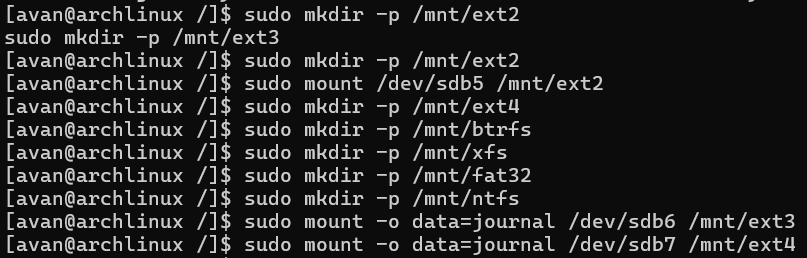 [avan@archlinux /]$ sudo mkdir -p /mnt/ext2
sudo mkdir -p /mnt/ext3
[avan@archlinux /]$ sudo mkdir -p /mnt/ext2
[avan@archlinux /]$ sudo mount /dev/sdb5 /mnt/ext2
[avan@archlinux /]$ sudo mkdir -p /mnt/ext4
[avan@archlinux /]$ sudo mkdir -p /mnt/btrfs
[avan@archlinux /]$ sudo mkdir -p /mnt/xfs
[avan@archlinux /]$ sudo mkdir -p /mnt/fat32
[avan@archlinux /]$ sudo mkdir -p /mnt/ntfs
[avan@archlinux /]$ sudo mount -o data=journal /dev/sdb6 /mnt/ext3
[avan@archlinux /]$ sudo mount -o data=journal /dev/sdb7 /mnt/ext4